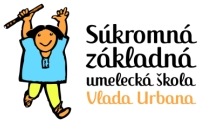 Súkromná
základná
umelecká škola
Vlada Urbana